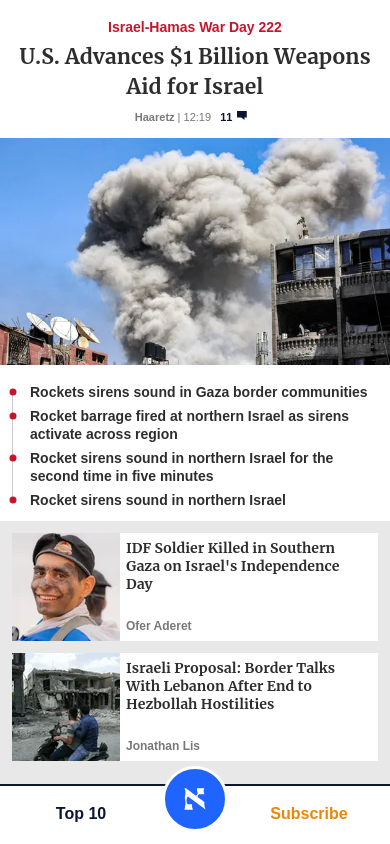 Israel-Hamas War Day 222
U.S. Advances $1 Billion Weapons
Aid for Israel
Haaretz | 12:19 11
Rockets sirens sound in Gaza border communities
Rocket barrage fired at northern Israel as sirens
activate across region
Rocket sirens sound in northern Israel for the
second time in five minutes
Rocket sirens sound in northern Israel
IDF Soldier Killed in Southern
Gaza on Israel's Independence
Day
Ofer Aderet
Israeli Proposal: Border Talks
With Lebanon After End to
Hezbollah Hostilities
Jonathan Lis
Top 10
Subscribe